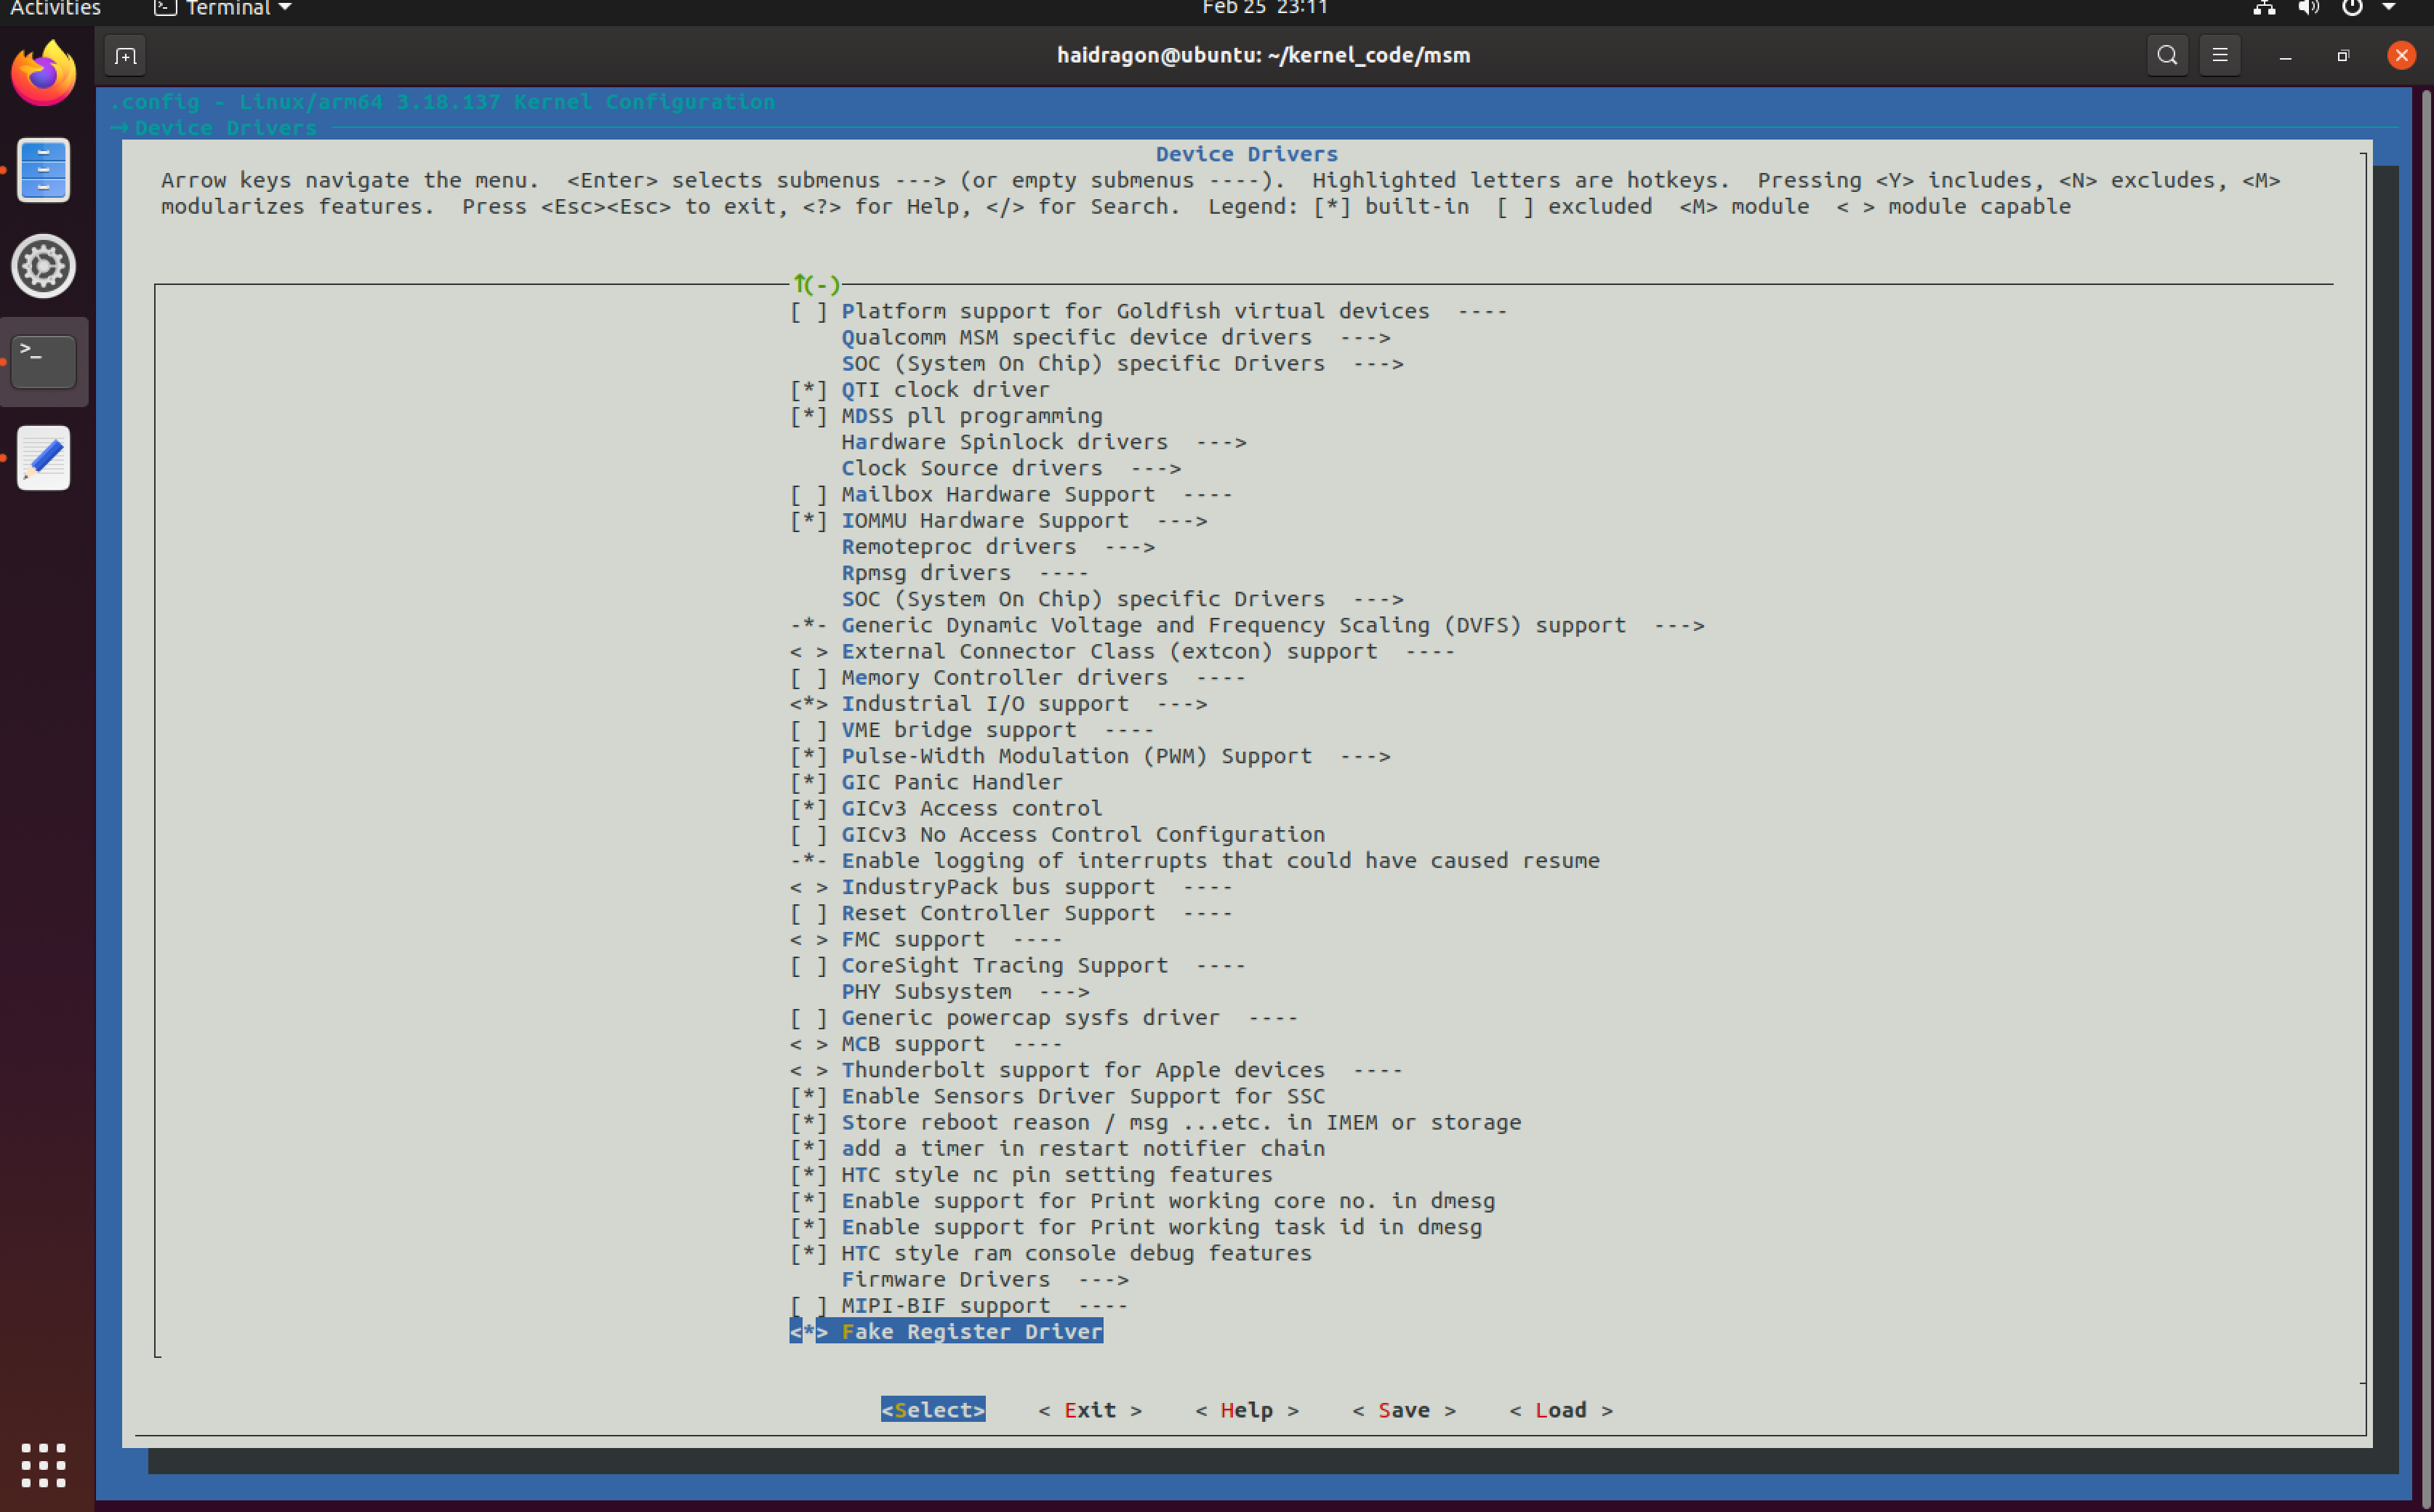 Activities
Terminal
Feb 25 23:11
haidragon@ubuntu: ~/kernel_code/msm
.config - Linux/arm64 3.18.137 Kernel Configuration
→ Device Drivers
Device Drivers
Arrow keys navigate the menu.  <Enter> selects submenus ---> (or empty submenus ----).  Highlighted letters are hotkeys.  Pressing <Y> includes, <N> excludes, <M>
modularizes features.  Press <Esc><Esc> to exit, <?> for Help, </> for Search.  Legend: [*] built-in  [ ] excluded  <M> module  < > module capable
↑(-)
[ ] Platform support for Goldfish virtual devices  ----
Qualcomm MSM specific device drivers  --->
SOC (System On Chip) specific Drivers  --->
[*] QTI clock driver
[*] MDSS pll programming
Hardware Spinlock drivers  --->
Clock Source drivers  --->
[ ] Mailbox Hardware Support  ----
[*] IOMMU Hardware Support  --->
Remoteproc drivers  --->
Rpmsg drivers  ----
SOC (System On Chip) specific Drivers  --->
-*- Generic Dynamic Voltage and Frequency Scaling (DVFS) support  --->
< > External Connector Class (extcon) support  ----
[ ] Memory Controller drivers  ----
<*> Industrial I/O support  --->
[ ] VME bridge support  ----
[*] Pulse-Width Modulation (PWM) Support  --->
[*] GIC Panic Handler
[*] GICv3 Access control
[ ] GICv3 No Access Control Configuration
-*- Enable logging of interrupts that could have caused resume
< > IndustryPack bus support  ----
[ ] Reset Controller Support  ----
< > FMC support  ----
[ ] CoreSight Tracing Support  ----
PHY Subsystem  --->
[ ] Generic powercap sysfs driver  ----
< > MCB support  ----
< > Thunderbolt support for Apple devices  ----
[*] Enable Sensors Driver Support for SSC
[*] Store reboot reason / msg ...etc. in IMEM or storage
[*] add a timer in restart notifier chain
[*] HTC style nc pin setting features
[*] Enable support for Print working core no. in dmesg
[*] Enable support for Print working task id in dmesg
[*] HTC style ram console debug features
Firmware Drivers  --->
[ ] MIPI-BIF support  ----
<*> Fake Register Driver
<Select>    < Exit >    < Help >    < Save >    < Load >